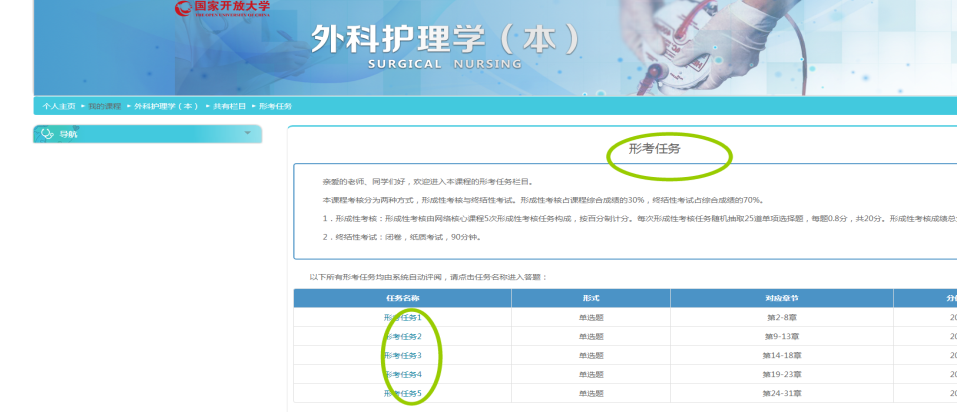 国家开放大学
THE OPEN UNIVERSITY OF CHINA
外科护理学（本）
SURGICAL NURSING
个人主页 ▸ 我的课程 ▸ 外科护理学（本） ▸ 共有栏目 ▸ 形考任务
导航
形考任务
亲爱的老师、同学们好，欢迎进入本课程的形考任务栏目。
本课程考核分为两种方式，形成性考核与终结性考试。形成性考核占课程综合成绩的30%，终结性考试占综合成绩的70%。
1．形成性考核：形成性考核由网络核心课程5次形成性考核任务构成，按百分制计分。每次形成性考核任务随机抽取25道单项选择题，每题0.8分，共20分。形成性考核成绩总
2．终结性考试：闭卷，纸质考试，90分钟。
以下所有形考任务均由系统自动评阅，请点击任务名称进入答题：
任务名称 形式 对应章节 分
形考任务1 单选题 第2-8章 20
形考任务2 单选题 第9-13章 20
形考任务3 单选题 第14-18章 20
形考任务4 单选题 第19-23章 20
形考任务5 单选题 第24-31章 20